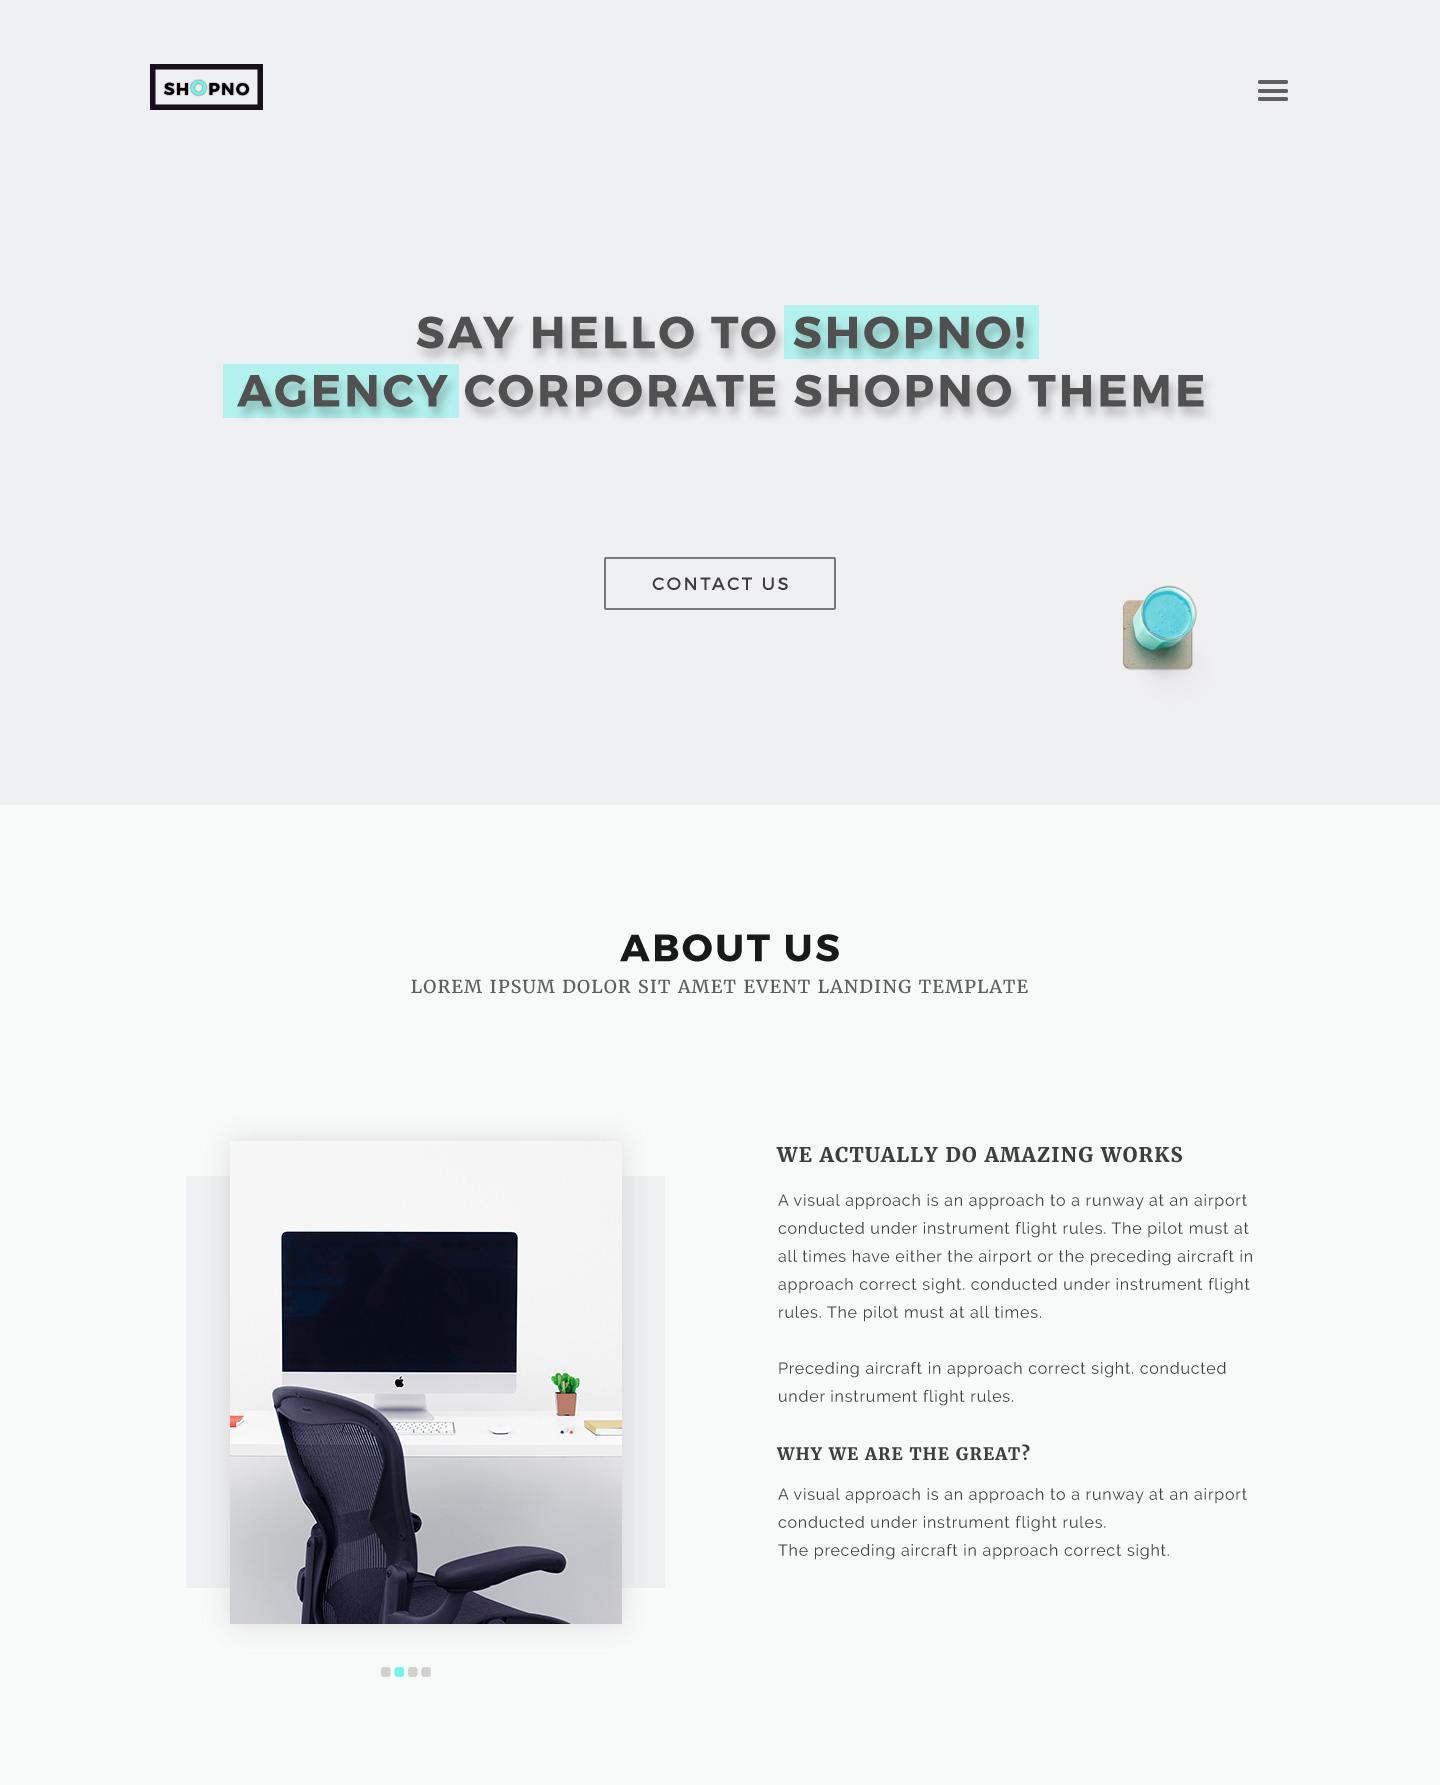 SHOPNO
SAY HELLO TO SHOPNO!
AGENCY CORPORATE SHOPNO THEME
CONTACT US
ABOUT US
LOREM IPSUM DOLOR SIT AMET EVENT LANDING TEMPLATE
WE ACTUALLY DO AMAZING WORKS
A visual approach is an approach to a runway at an airport
conducted under instrument flight rules. The pilot must at
all times have either the airport or the preceding aircraft in
approach correct sight. conducted under instrument flight
rules. The pilot must at all times.
Preceding aircraft in approach correct sight. conducted
under instrument flight rules.
WHY WE ARE THE GREAT?
A visual approach is an approach to a runway at an airport
conducted under instrument flight rules.
The preceding aircraft in approach correct sight.